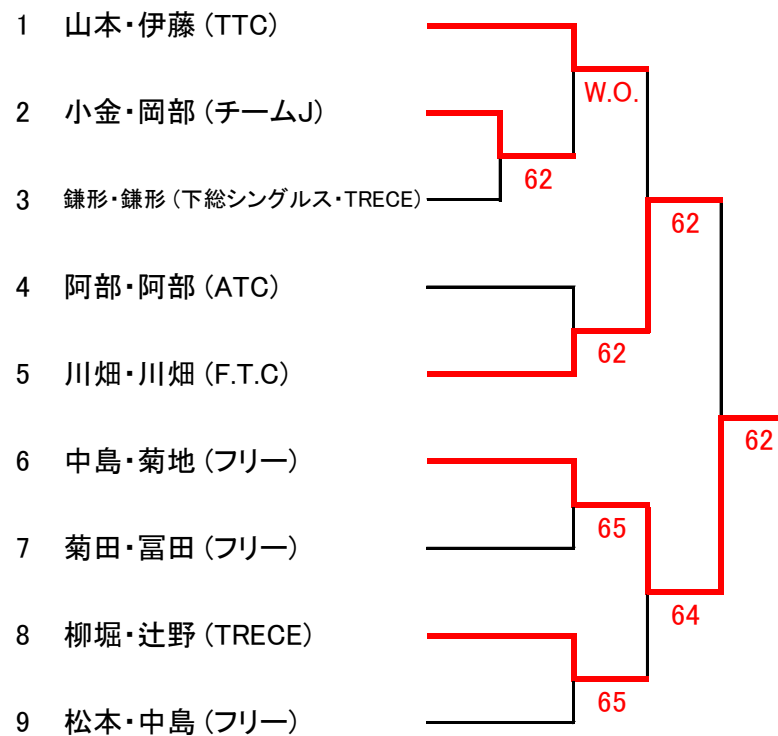 1 山本・伊藤 (TTC)
W.O.
2 小金・岡部 (チームJ)
62
3 鎌形・鎌形 (下総シングルス・TRECE)
62
4 阿部・阿部 (ATC)
62
5 川畑・川畑 (F.T.C)
62
6 中島・菊地 (フリー)
65
7 菊田・冨田 (フリー)
64
8 柳堀・辻野 (TRECE)
65
9 松本・中島 (フリー)